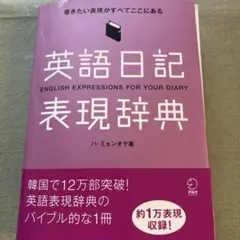 書きたい表現がすべてここにある
英語日記
ENGLISH EXPRESSIONS FOR YOUR DIARY
表現辞典
ハ・ミョンオク著
韓国で12万部突破!
英語表現辞典の
バイブル的な1冊
約1万表現
収録!
アルク